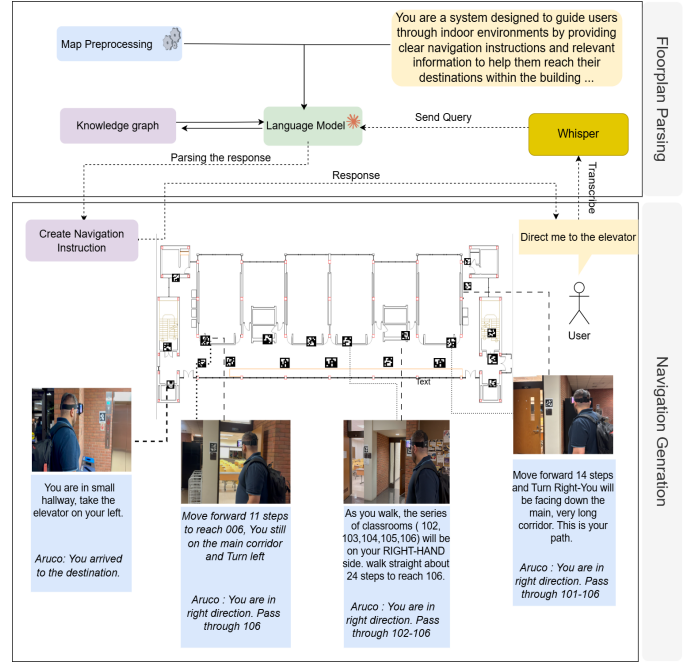 Map Preprocessing
You are a system designed to guide users
through indoor environments by providing
clear navigation instructions and relevant
information to help them reach their
destinations within the building ...
Floorplan Parsing
Knowledge graph
Language Model
Send Query
Whisper
Parsing the response
Response
Transcribe
Create Navigation
Instruction
Direct me to the elevator
User
Text
Navigation Genration
You are in small
hallway, take the
elevator on your left.
Aruco: You arrived
to the destination.
Move forward 11 steps
to reach 006, You still
on the main corridor
and Turn left
Aruco : You are in
right direction. Pass
through 106
As you walk, the series
of classrooms ( 102,
103,104,105,106) will be
on your RIGHT-HAND
side. walk straight about
24 steps to reach 106.
Aruco : You are in
right direction. Pass
through 102-106
Move forward 14 steps
and Turn Right-You will
be facing down the
main, very long
corridor. This is your
path.
Aruco : You are in
right direction. Pass
through 101-106